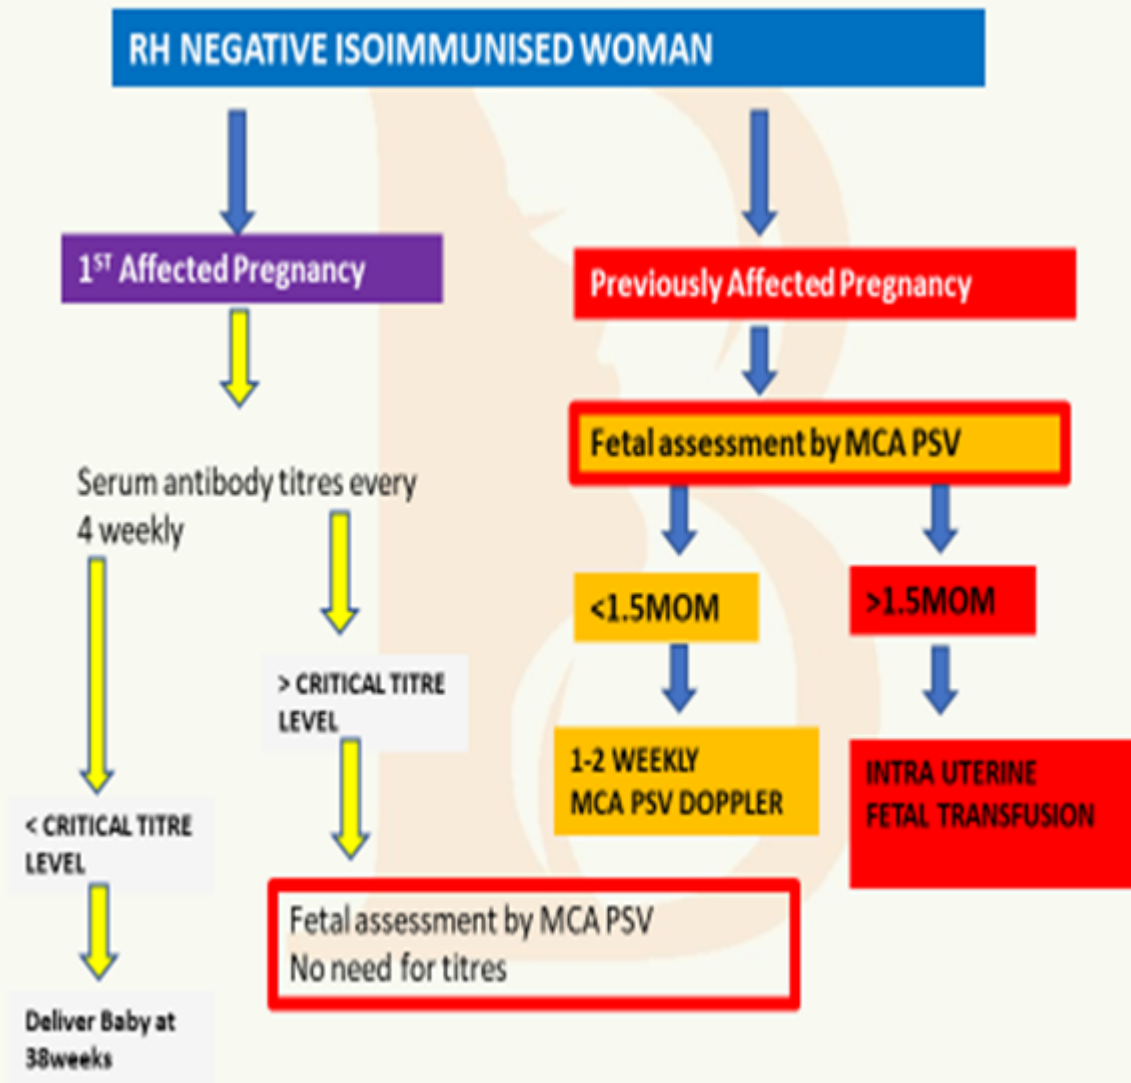 RH NEGATIVE ISOIMMUNISED WOMAN
1ST Affected Pregnancy
Serum antibody titres every
4 weekly
> CRITICAL TITRE
LEVEL
< CRITICAL TITRE
LEVEL
Fetal assessment by MCA PSV
No need for titres
Deliver Baby at
38weeks
Previously Affected Pregnancy
Fetal assessment by MCA PSV
<1.5MOM
>1.5MOM
1-2 WEEKLY
MCA PSV DOPPLER
INTRA UTERINE
FETAL TRANSFUSION